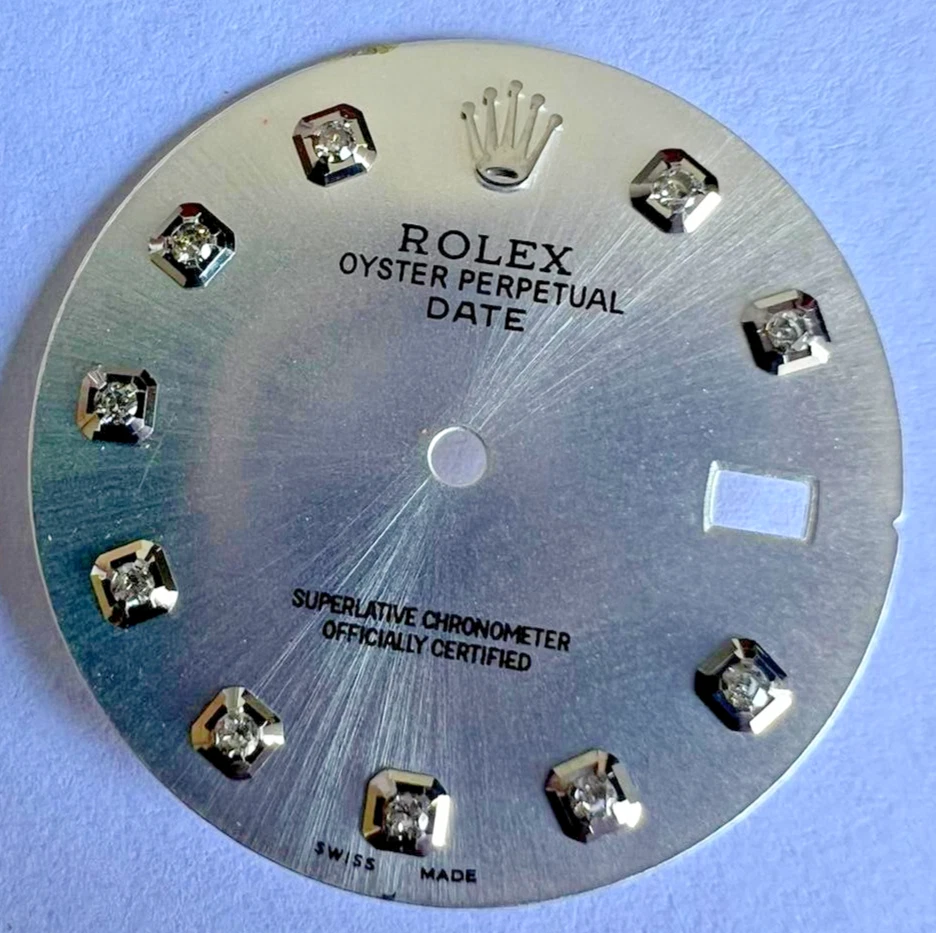 ROLEX
OYSTER PERPETUAL
DATE
SUPERLATIVE CHRONOMETER
OFFICIALLY CERTIFIED
SWISS MADE